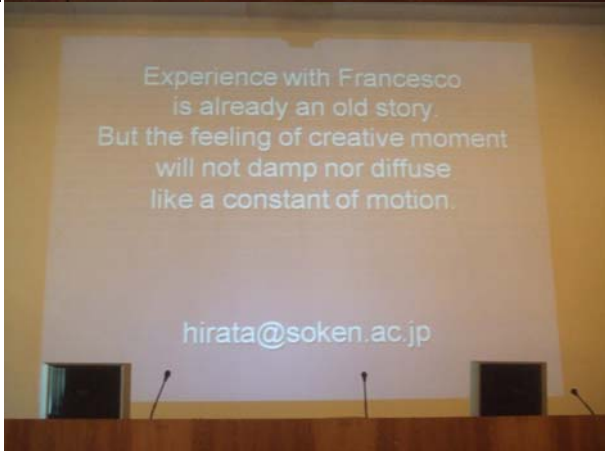 Experience with Francesco
is already an old story.
But the feeling of creative moment
will not damp nor diffuse
like a constant of motion.
hirata@soken.ac.jp